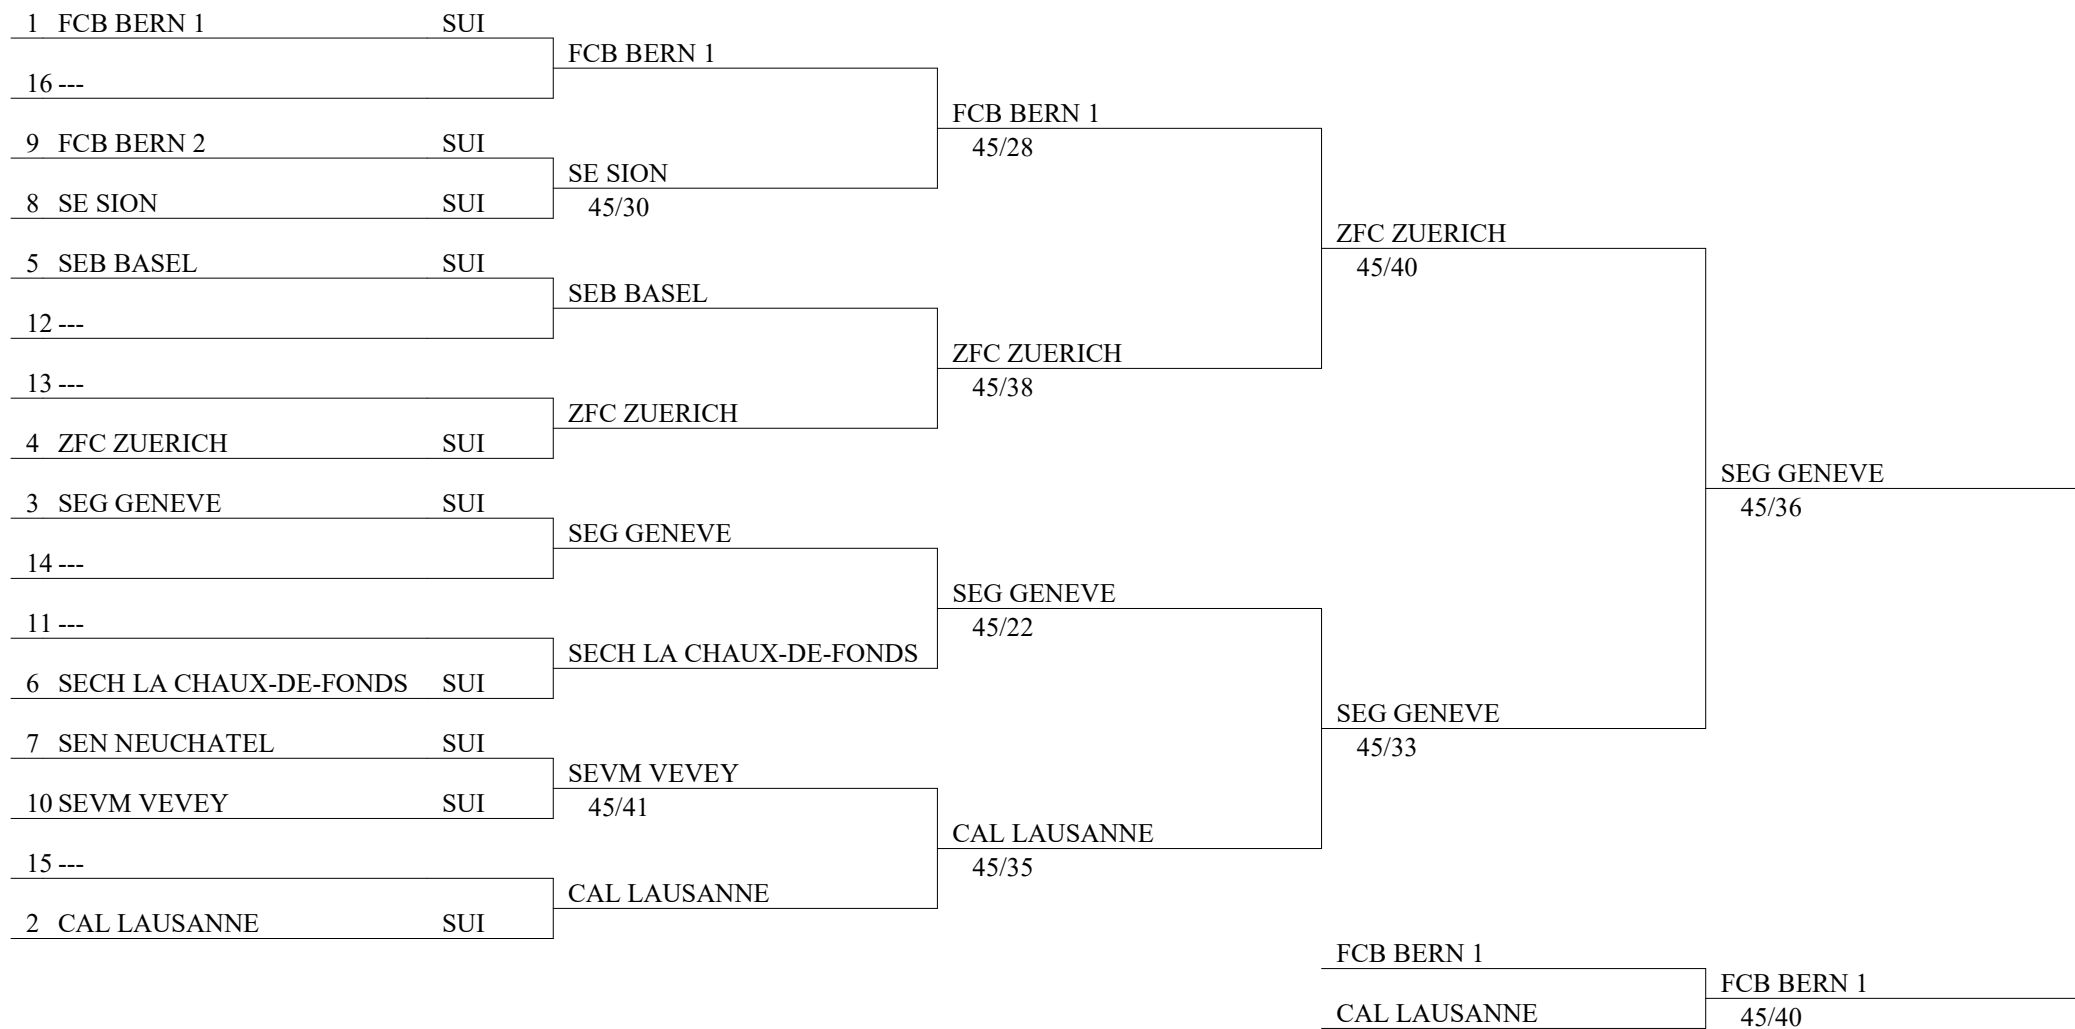 1 FCB BERN 1 SUI
16 ---
9 FCB BERN 2 SUI
8 SE SION SUI
5 SEB BASEL SUI
12 ---
13 ---
4 ZFC ZUERICH SUI
3 SEG GENEVE SUI
14 ---
11 ---
6 SECH LA CHAUX-DE-FONDS SUI
7 SEN NEUCHATEL SUI
10 SEVM VEVEY SUI
15 ---
2 CAL LAUSANNE SUI
FCB BERN 1
SE SION
45/30
SEB BASEL
ZFC ZUERICH
SEG GENEVE
SECH LA CHAUX-DE-FONDS
SEVM VEVEY
45/41
CAL LAUSANNE
FCB BERN 1
45/28
ZFC ZUERICH
45/38
SEG GENEVE
45/22
CAL LAUSANNE
45/35
ZFC ZUERICH
45/40
SEG GENEVE
45/33
SEG GENEVE
45/36
FCB BERN 1
CAL LAUSANNE
FCB BERN 1
45/40